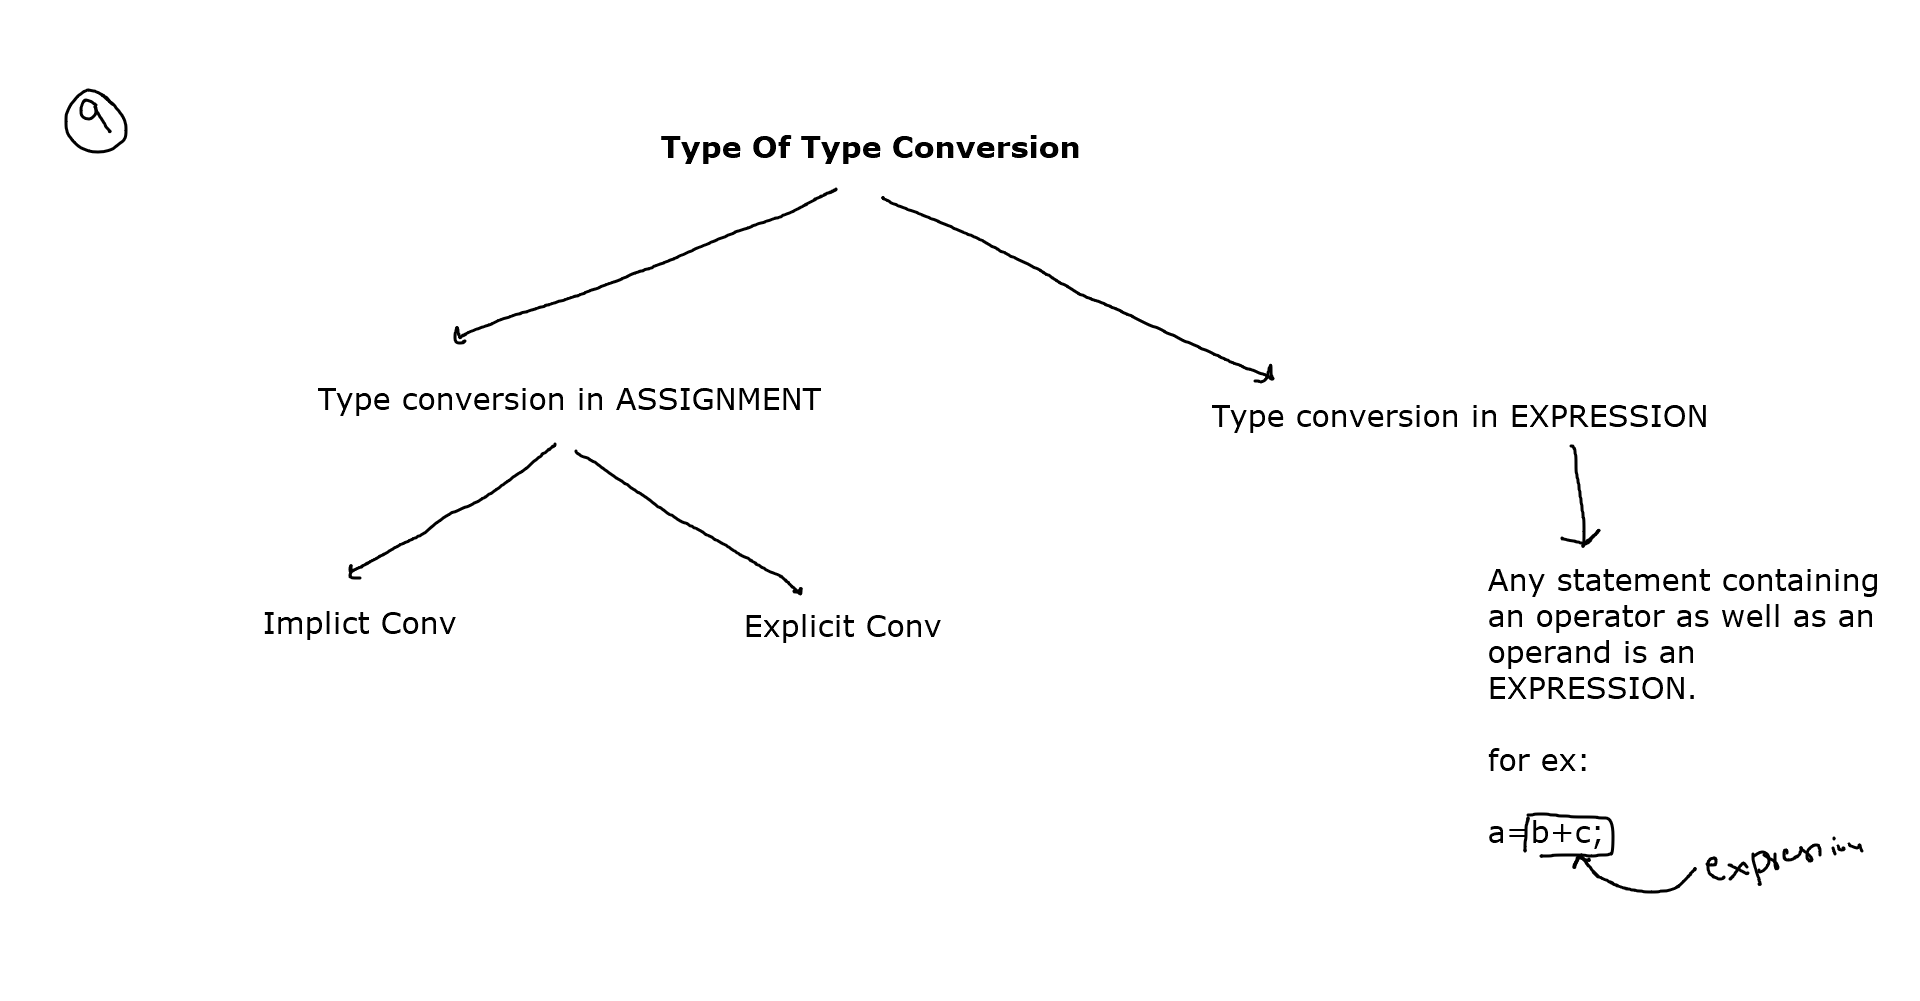 9
Type Of Type Conversion
Type conversion in ASSIGNMENT
Type conversion in EXPRESSION
Implict Conv
Explicit Conv
Any statement containing
an operator as well as an
operand is an
EXPRESSION.
for ex:
a=b+c;
expression